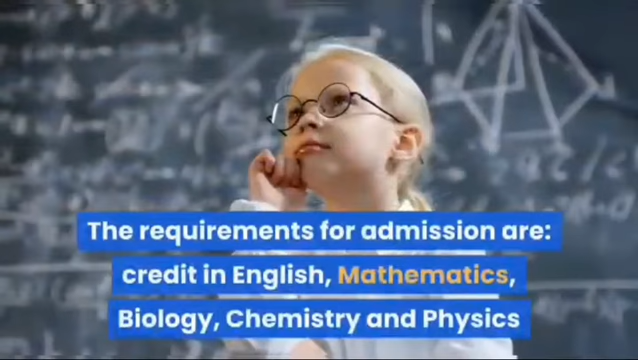 The requirements for admission are:
credit in English, Mathematics,
Biology, Chemistry and Physics